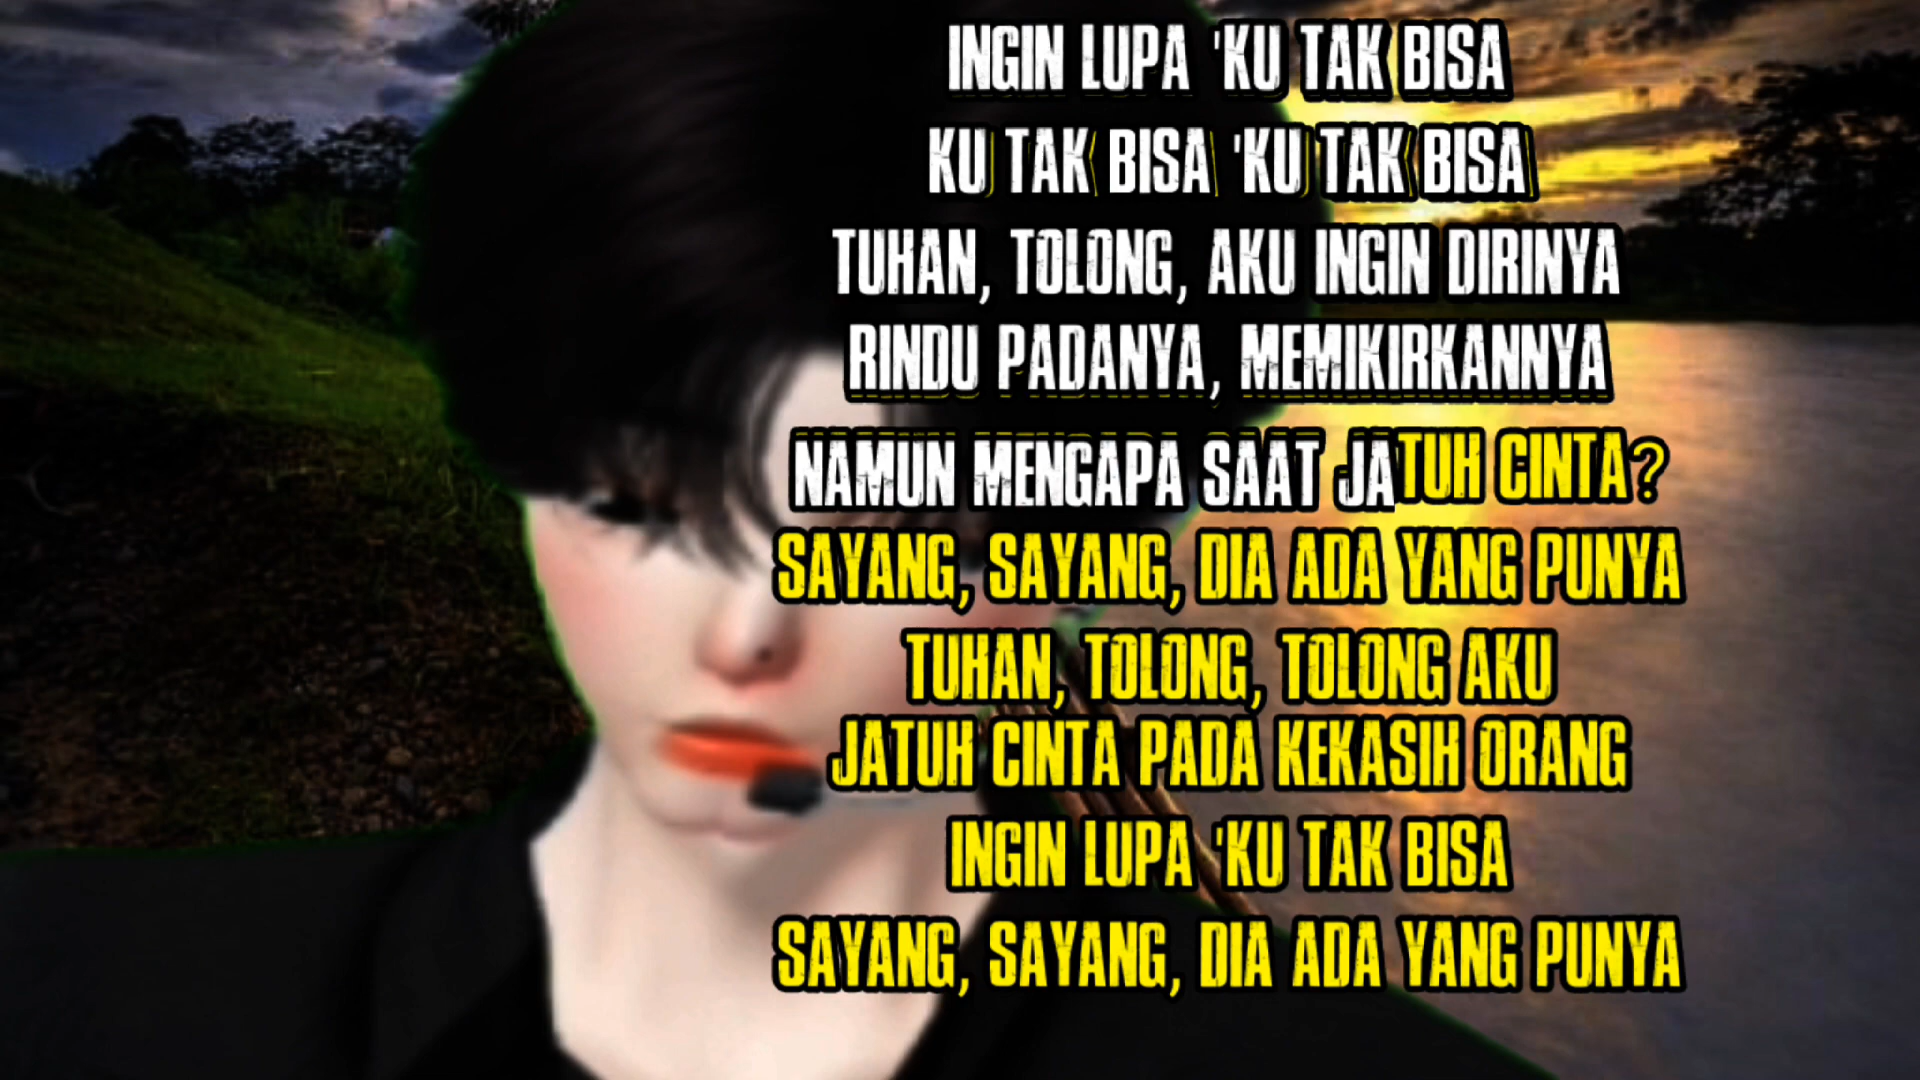 INGIN LUPA 'KU TAK BISA
KU TAK BISA 'KU TAK BISA
TUHAN, TOLONG, AKU INGIN DIRINYA
RINDU PADANYA, MEMIKIRKANNYA
NAMUN MENGAPA SAAT JATUH CINTA?
SAYANG, SAYANG, DIA ADA YANG PUNYA
TUHAN, TOLONG, TOLONG AKU
JATUH CINTA PADA KEKASIH ORANG
INGIN LUPA 'KU TAK BISA
SAYANG, SAYANG, DIA ADA YANG PUNYA